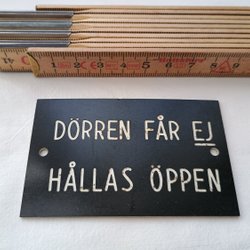 DÖRREN FÅR EJ
HÅLLAS ÖPPEN